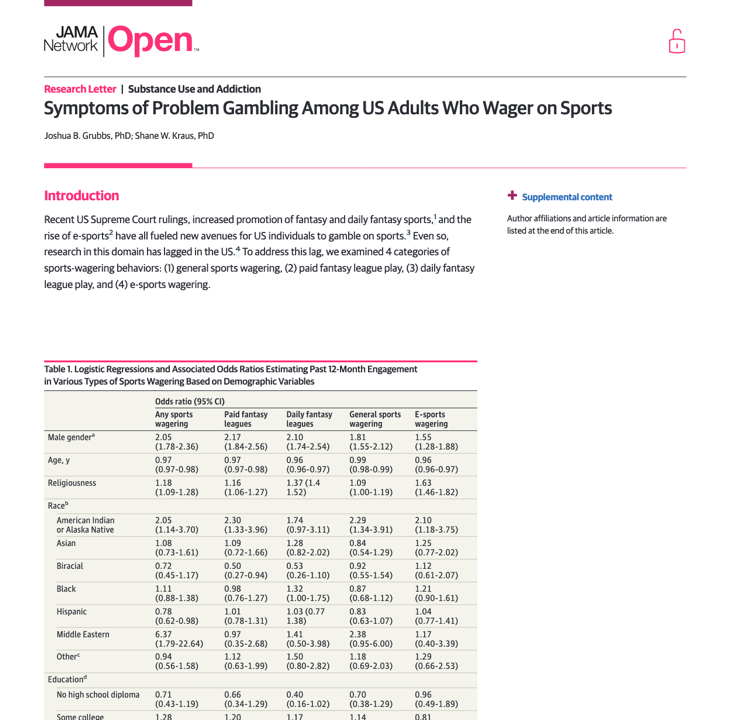 JAMA
Network | Open™
Research Letter | Substance Use and Addiction
Symptoms of Problem Gambling Among US Adults Who Wager on Sports
Joshua B. Grubbs, PhD; Shane W. Kraus, PhD
Introduction
Recent US Supreme Court rulings, increased promotion of fantasy and daily fantasy sports,1 and the
rise of e-sports2 have all fueled new avenues for US individuals to gamble on sports.3 Even so,
research in this domain has lagged in the US.4 To address this lag, we examined 4 categories of
sports-wagering behaviors: (1) general sports wagering, (2) paid fantasy league play, (3) daily fantasy
league play, and (4) e-sports wagering.
+ Supplemental content
Author affiliations and article information are
listed at the end of this article.
Table 1. Logistic Regressions and Associated Odds Ratios Estimating Past 12-Month Engagement
in Various Types of Sports Wagering Based on Demographic Variables
Odds ratio (95% CI)
Any sports Paid fantasy Daily fantasy General sports E-sports
wagering leagues leagues wagering wagering
Male gendera 2.05 2.17 2.10 1.81 1.55
(1.78-2.36) (1.84-2.56) (1.74-2.54) (1.55-2.12) (1.28-1.88)
Age, y 0.97 0.97 0.96 0.99 0.96
(0.97-0.98) (0.97-0.98) (0.96-0.97) (0.98-0.99) (0.96-0.97)
Religiousness 1.18 1.16 1.37 (1.4 1.09 1.63
(1.09-1.28) (1.06-1.27) 1.52) (1.00-1.19) (1.46-1.82)
Raceb
American Indian 2.05 2.30 1.74 2.29 2.10
or Alaska Native (1.14-3.70) (1.33-3.96) (0.97-3.11) (1.34-3.91) (1.18-3.75)
Asian 1.08 1.09 1.28 0.84 1.25
(0.73-1.61) (0.72-1.66) (0.82-2.02) (0.54-1.29) (0.77-2.02)
Biracial 0.72 0.50 0.53 0.92 1.12
(0.45-1.17) (0.27-0.94) (0.26-1.10) (0.55-1.54) (0.61-2.07)
Black 1.11 0.98 1.32 0.87 1.21
(0.88-1.38) (0.76-1.27) (1.00-1.75) (0.68-1.12) (0.90-1.61)
Hispanic 0.78 1.01 1.03 (0.77 0.83 1.04
(0.62-0.98) (0.78-1.31) 1.38) (0.63-1.07) (0.77-1.41)
Middle Eastern 6.37 0.97 1.41 2.38 1.17
(1.79-22.64) (0.35-2.68) (0.50-3.98) (0.95-6.00) (0.40-3.39)
Otherc 0.94 1.12 1.50 1.18 1.29
(0.56-1.58) (0.63-1.99) (0.80-2.82) (0.69-2.03) (0.66-2.53)
Educationd
No high school diploma 0.71 0.66 0.40 0.70 0.96
(0.43-1.19) (0.34-1.29) (0.16-1.02) (0.38-1.29) (0.49-1.89)
Some college 1.28 1.20 1.17 1.14 0.81